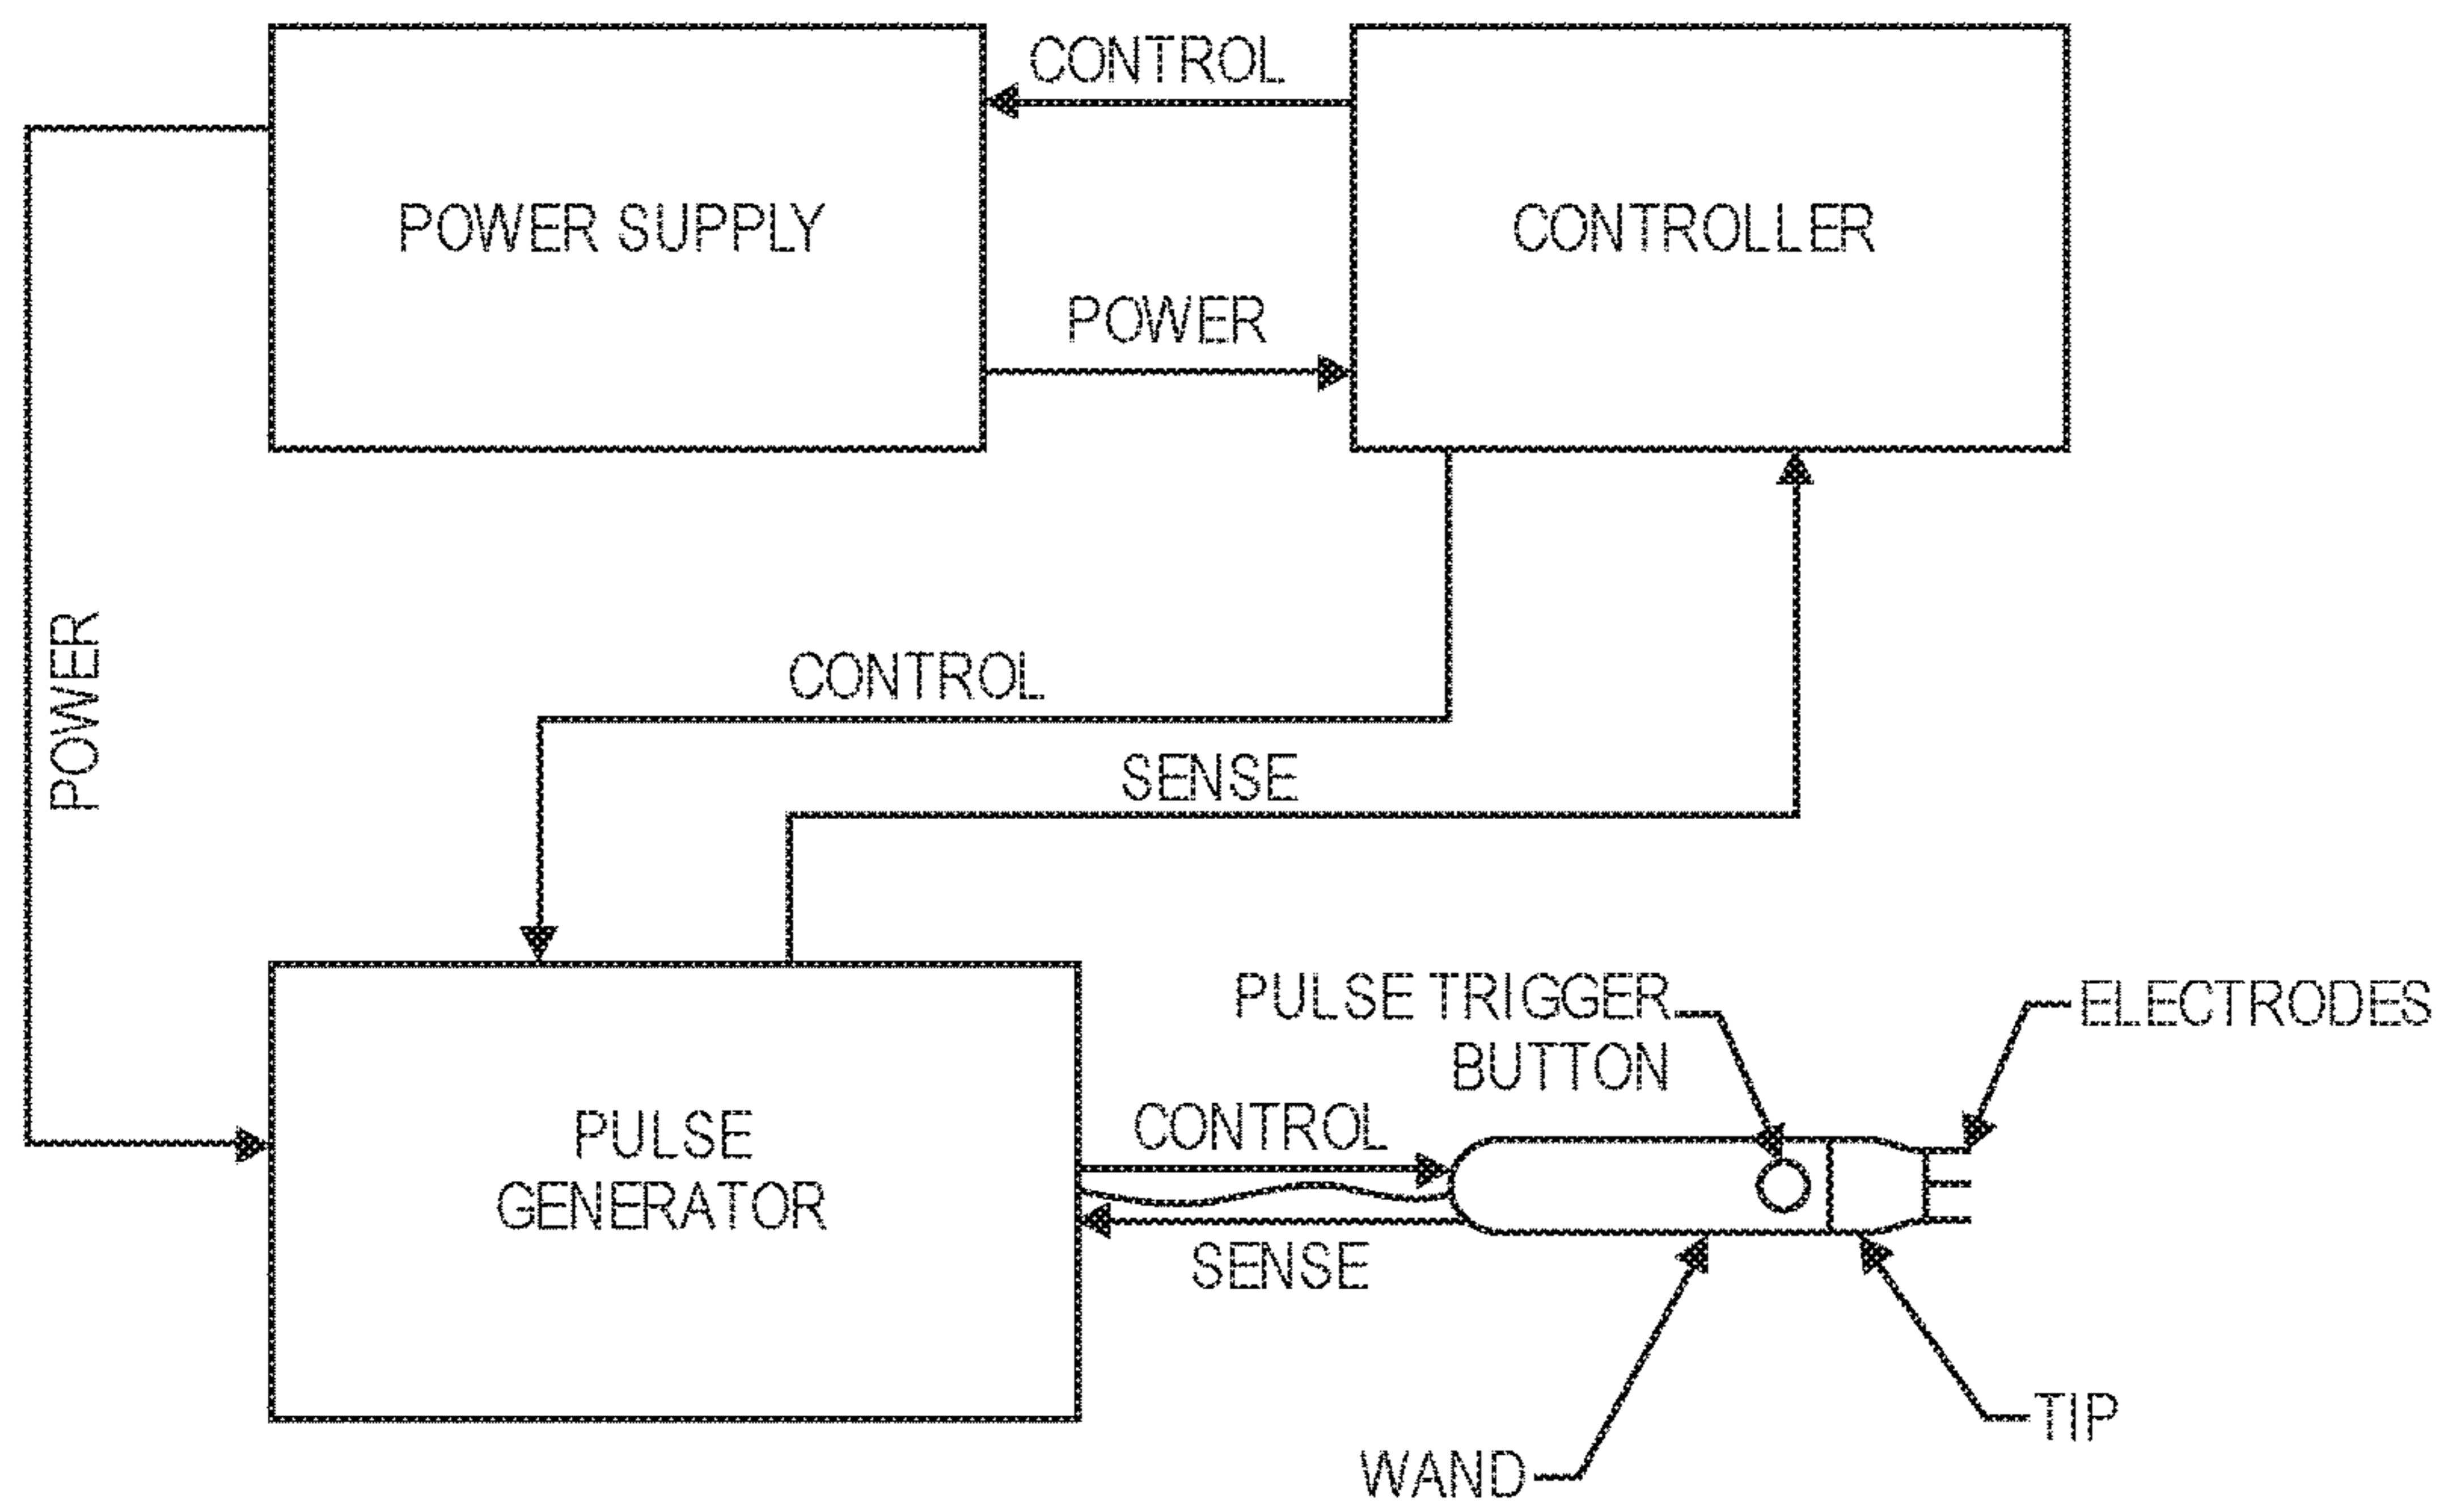 CONTROL
POWER SUPPLY
CONTROLLER
POWER
POWER
CONTROL
SENSE
PULSE TRIGGER
BUTTON
ELECTRODES
PULSE
GENERATOR
CONTROL
SENSE
TIP
WAND